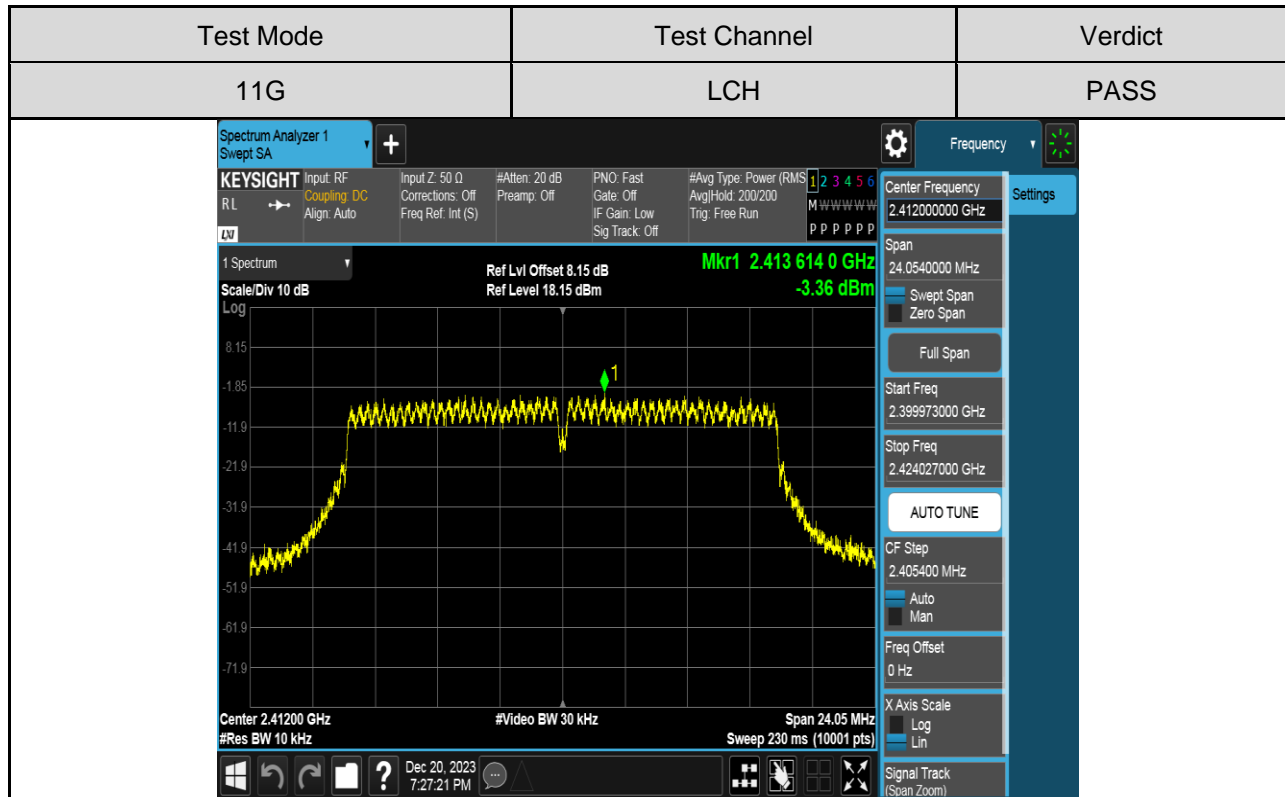 Test Mode Test Channel Verdict
11G LCH PASS
Spectrum Analyzer 1
Swept SA
+
Frequency
KEYSIGHT
RL
LXI
Input: RF
Coupling: DC
Align: Auto
Input Z: 50 Ω
Corrections: Off
Freq Ref: Int (S)
#Atten: 20 dB
Preamp: Off
PNO: Fast
Gate: Off
IF Gain: Low
Sig Track: Off
#Avg Type: Power (RMS
Avg|Hold: 200/200
Trig: Free Run
1 2 3 4 5 6
M W W W W W
P P P P P P
1 Spectrum
Scale/Div 10 dB
Ref Lvl Offset 8.15 dB
Ref Level 18.15 dBm
Mkr1 2.413 614 0 GHz
-3.36 dBm
Log
8.15
-1.85
-11.9
-21.9
-31.9
-41.9
-51.9
-61.9
-71.9
1
Center 2.41200 GHz
#Res BW 10 kHz
#Video BW 30 kHz
Span 24.05 MHz
Sweep 230 ms (10001 pts)
?
Dec 20, 2023
7:27:21 PM
Center Frequency
2.412000000 GHz
Settings
Span
24.0540000 MHz
Swept Span
Zero Span
Full Span
Start Freq
2.399973000 GHz
Stop Freq
2.424027000 GHz
AUTO TUNE
CF Step
2.405400 MHz
Auto
Man
Freq Offset
0 Hz
X Axis Scale
Log
Lin
Signal Track
(Span Zoom)